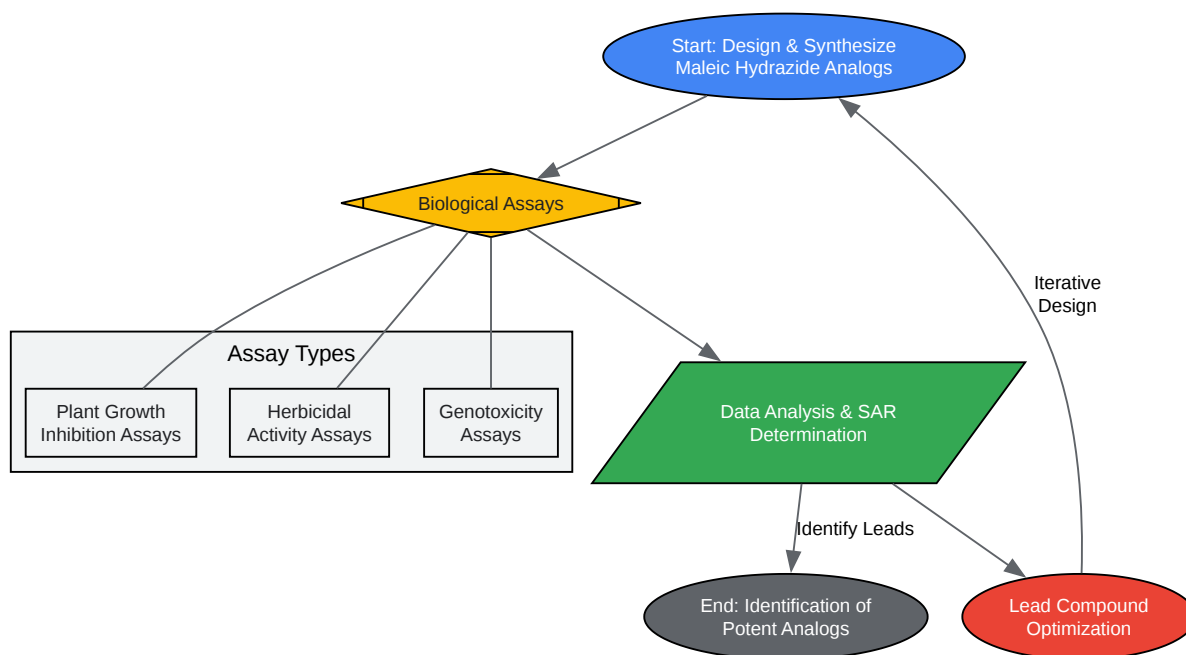 Start: Design & Synthesize
Maleic Hydrazide Analogs
Biological Assays
Iterative
Design
Assay Types
Plant Growth
Inhibition Assays
Herbicidal
Activity Assays
Genotoxicity
Assays
Data Analysis & SAR
Determination
Identify Leads
End: Identification of
Potent Analogs
Lead Compound
Optimization